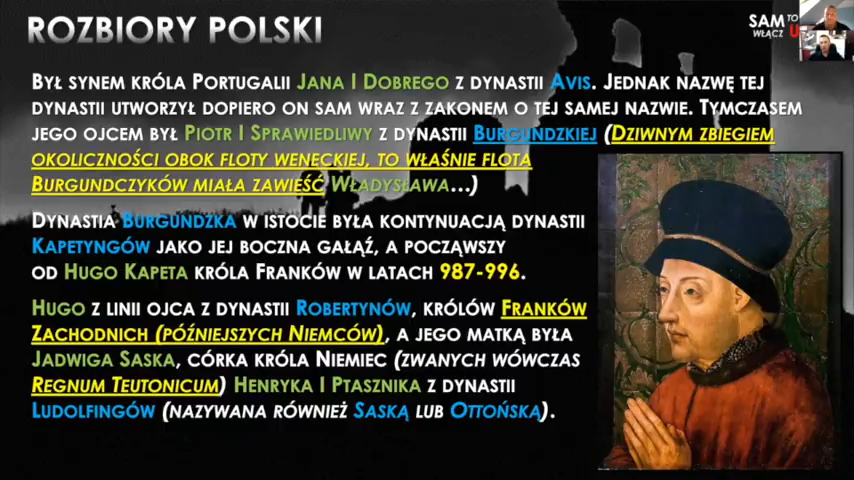 ROZBIORY POLSKI
SAM TO
WŁĄCZ U
BYŁ SYNEM KRÓLA PORTUGALII JANA I DOBREGO Z DYNASTII AVIS. JEDNAK NAZWĘ TEJ
DYNASTII UTWORZYŁ DOPIERO ON SAM WRAZ Z ZAKONEM O TEJ SAMEJ NAZWIE. TYMCZASEM
JEGO OJCEM BYŁ PIOTR I SPRAWIEDLIWY Z DYNASTII BURGUNDZKIEJ (DZIWNYM ZBIEGIEM
OKOLICZNOŚCI OBOK FLOTY WENECKIEJ, TO WŁAŚNIE FLOTA
BURGUNDCZYKÓW MIAŁA ZAWIEŚĆ WŁADYSŁAWA...)
DYNASTIA BURGUNDZKA W ISTOCIE BYŁA KONTYNUACJĄ DYNASTII
KAPETYNGÓW JAKO JEJ BOCZNA GAŁĄŹ, A POCZĄWSZY
OD HUGO KAPETA KRÓLA FRANKÓW W LATACH 987-996.
HUGO Z LINII OJCA Z DYNASTII ROBERTYNÓW, KRÓLÓW FRANKÓW
ZACHODNICH (PÓŹNIEJSZYCH NIEMCÓW), A JEGO MATKĄ BYŁA
JADWIGA SASKA, CÓRKA KRÓLA NIEMIEC (ZWANYCH WÓWCZAS
REGNUM TEUTONICUM) HENRYKA I PTASZNIKA Z DYNASTII
LUDOLFINGÓW (NAZYWANA RÓWNIEŻ SASKĄ LUB OTTOŃSKĄ).